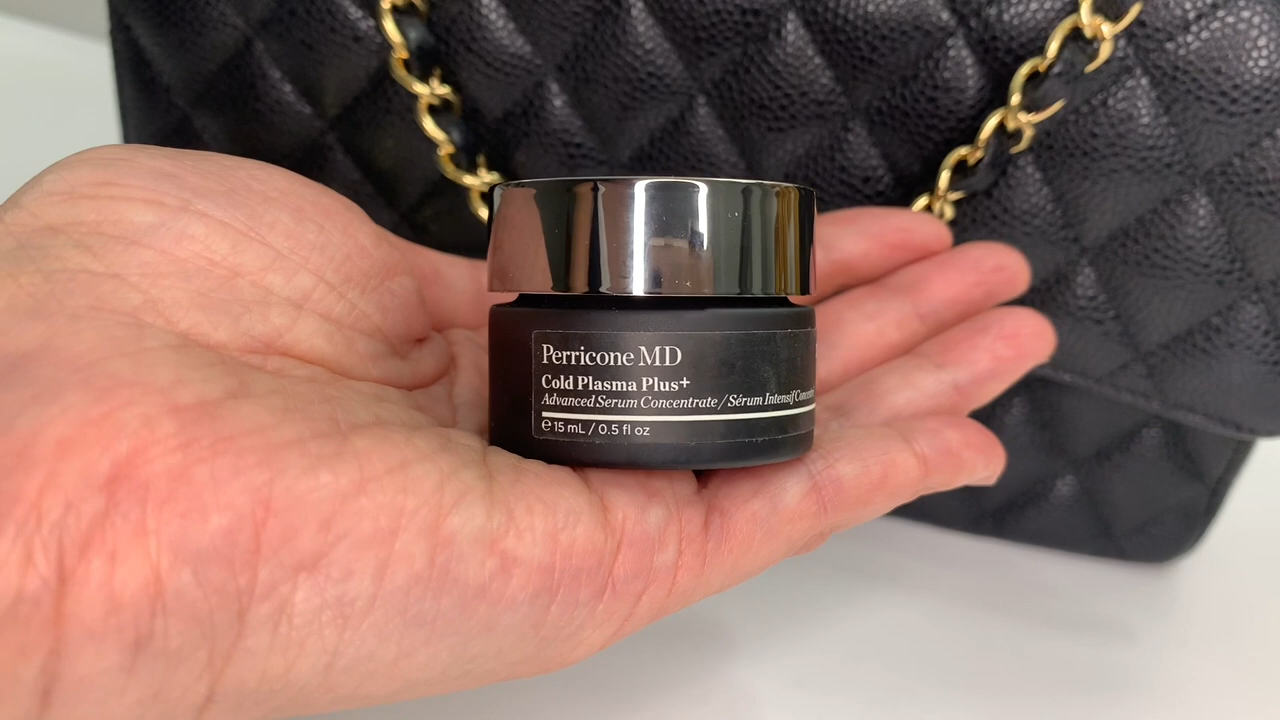 Perricone MD
Cold Plasma Plus+
Advanced Serum Concentrate / Sérum Intensif
℮ 15 mL / 0.5 fl oz